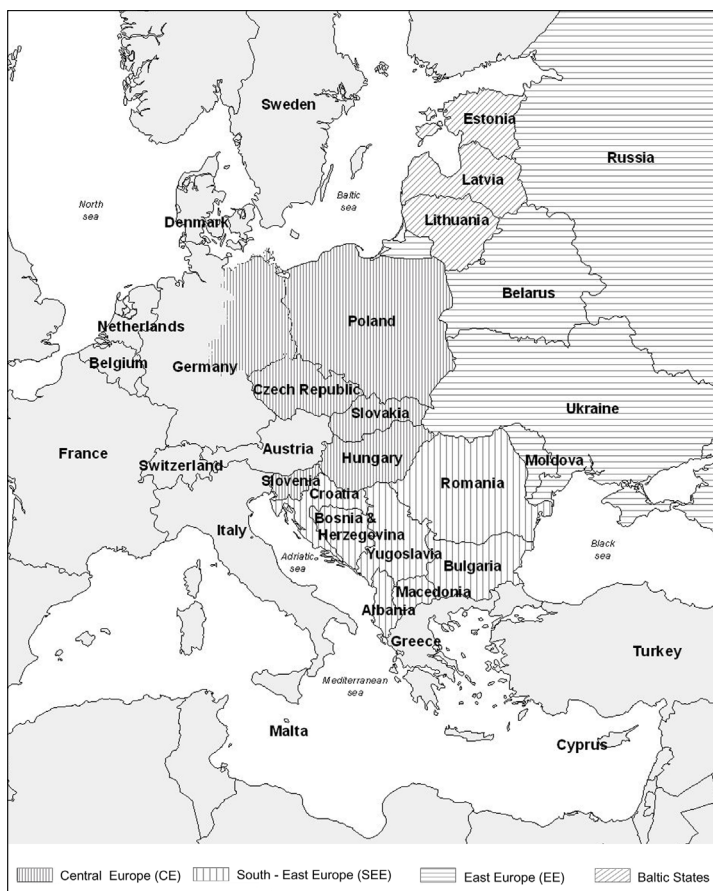 Sweden
Estonia
Russia
Latvia
North
sea
Baltic
sea
Denmark
Lithuania
Belarus
Netherlands
Poland
Belgium
Germany
Czech Republic
Ukraine
Slovakia
France
Austria
Switzerland
Hungary
Moldova
Slovenia
Romania
Croatia
Bosnia &
Herzegovina
Italy
Adriatic
sea
Yugoslavia
Bulgaria
Black
sea
Macedonia
Albania
Greece
Turkey
Mediterranean
sea
Malta
Cyprus
Central Europe (CE)
South - East Europe (SEE)
East Europe (EE)
Baltic States